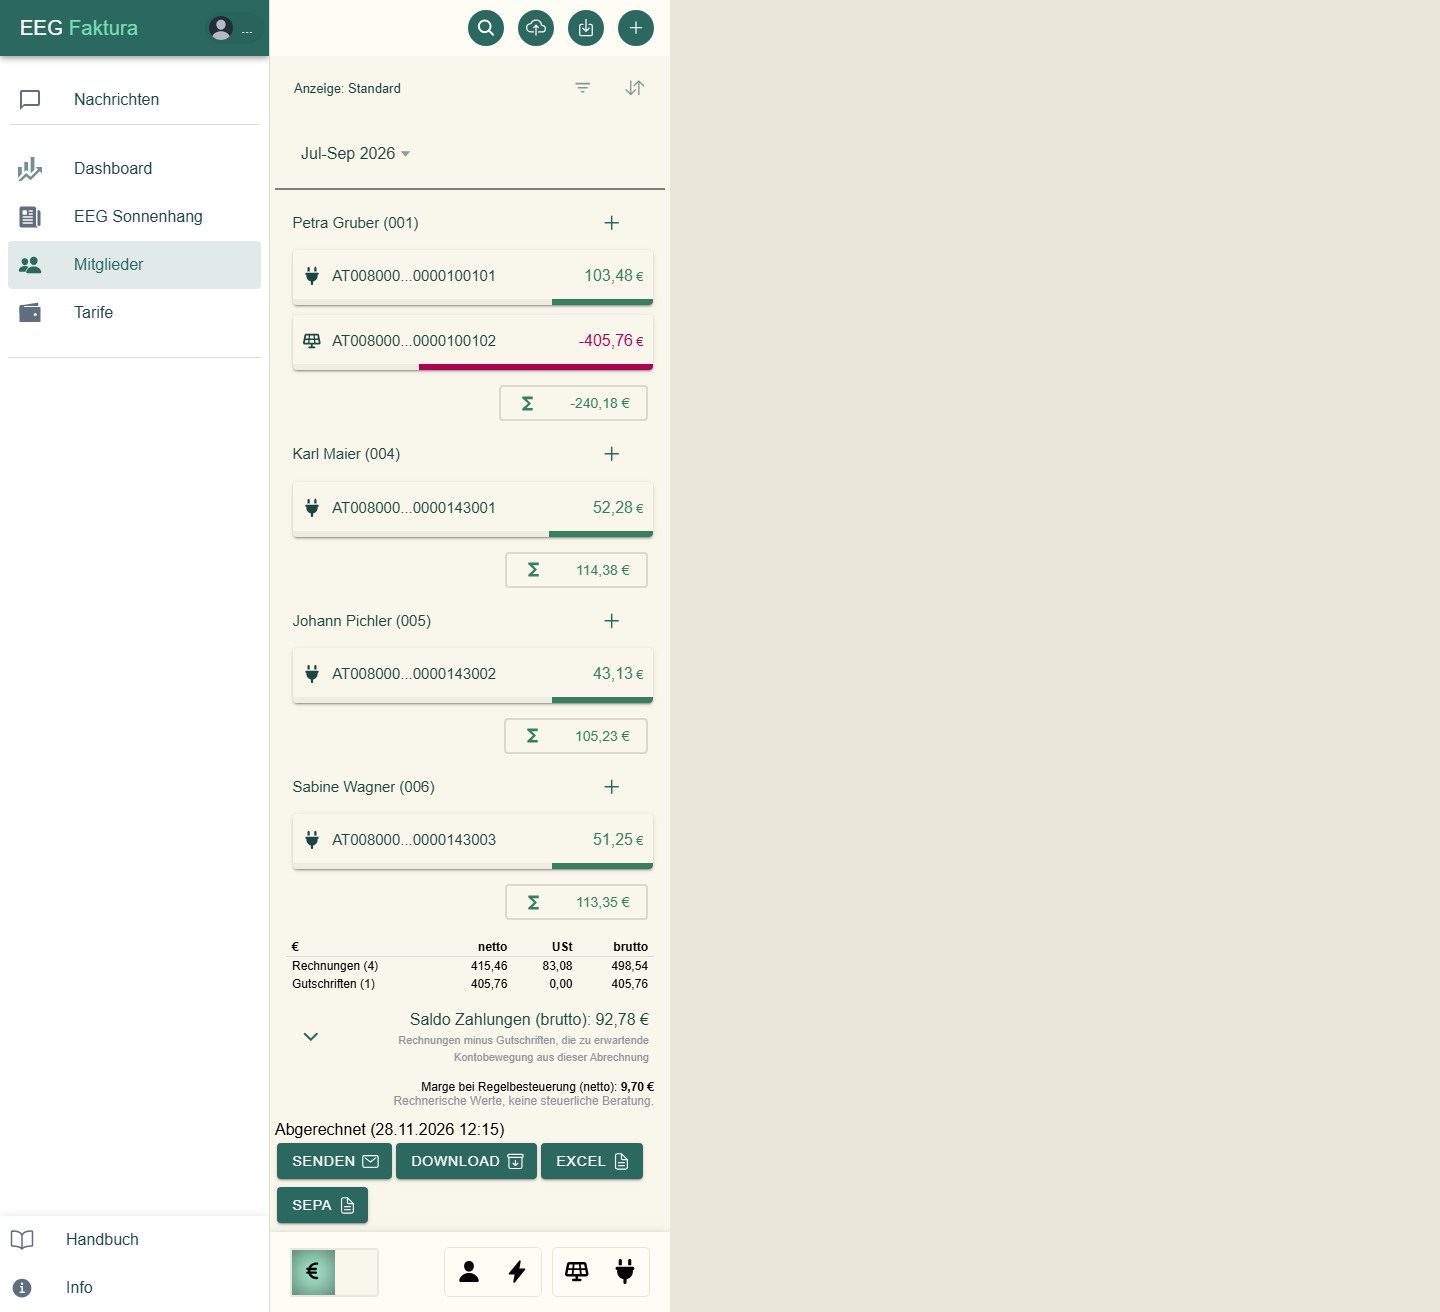 EEG Faktura
...
Nachrichten
Dashboard
EEG Sonnenhang
Mitglieder
Tarife
Handbuch
Info
Anzeige: Standard
Jul-Sep 2026
Petra Gruber (001)
AT008000...0000100101 103,48 €
AT008000...0000100102 -405,76 €
Σ -240,18 €
Karl Maier (004)
AT008000...0000143001 52,28 €
Σ 114,38 €
Johann Pichler (005)
AT008000...0000143002 43,13 €
Σ 105,23 €
Sabine Wagner (006)
AT008000...0000143003 51,25 €
Σ 113,35 €
€ netto USt brutto
Rechnungen (4) 415,46 83,08 498,54
Gutschriften (1) 405,76 0,00 405,76
Saldo Zahlungen (brutto): 92,78 €
Rechnungen minus Gutschriften, die zu erwartende
Kontobewegung aus dieser Abrechnung
Marge bei Regelbesteuerung (netto): 9,70 €
Rechnerische Werte, keine steuerliche Beratung.
Abgerechnet (28.11.2026 12:15)
SENDEN DOWNLOAD EXCEL
SEPA
€